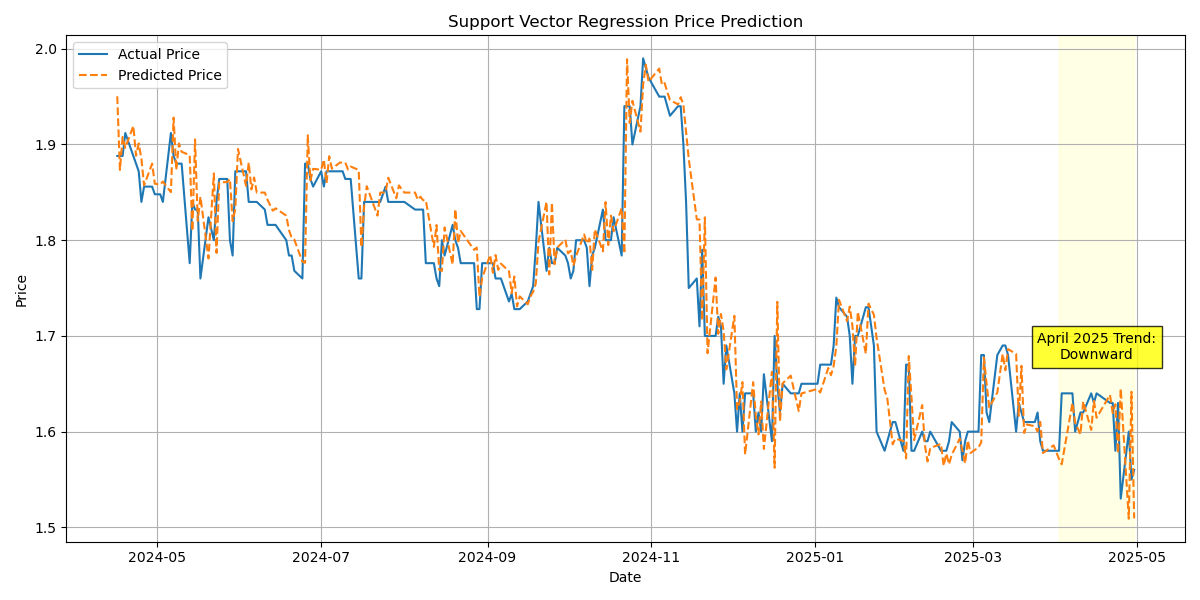 Support Vector Regression Price Prediction
Actual Price
Predicted Price
2.0
1.9
1.8
1.7
1.6
1.5
Price
April 2025 Trend:
Downward
2024-05
2024-07
2024-09
2024-11
2025-01
2025-03
2025-05
Date